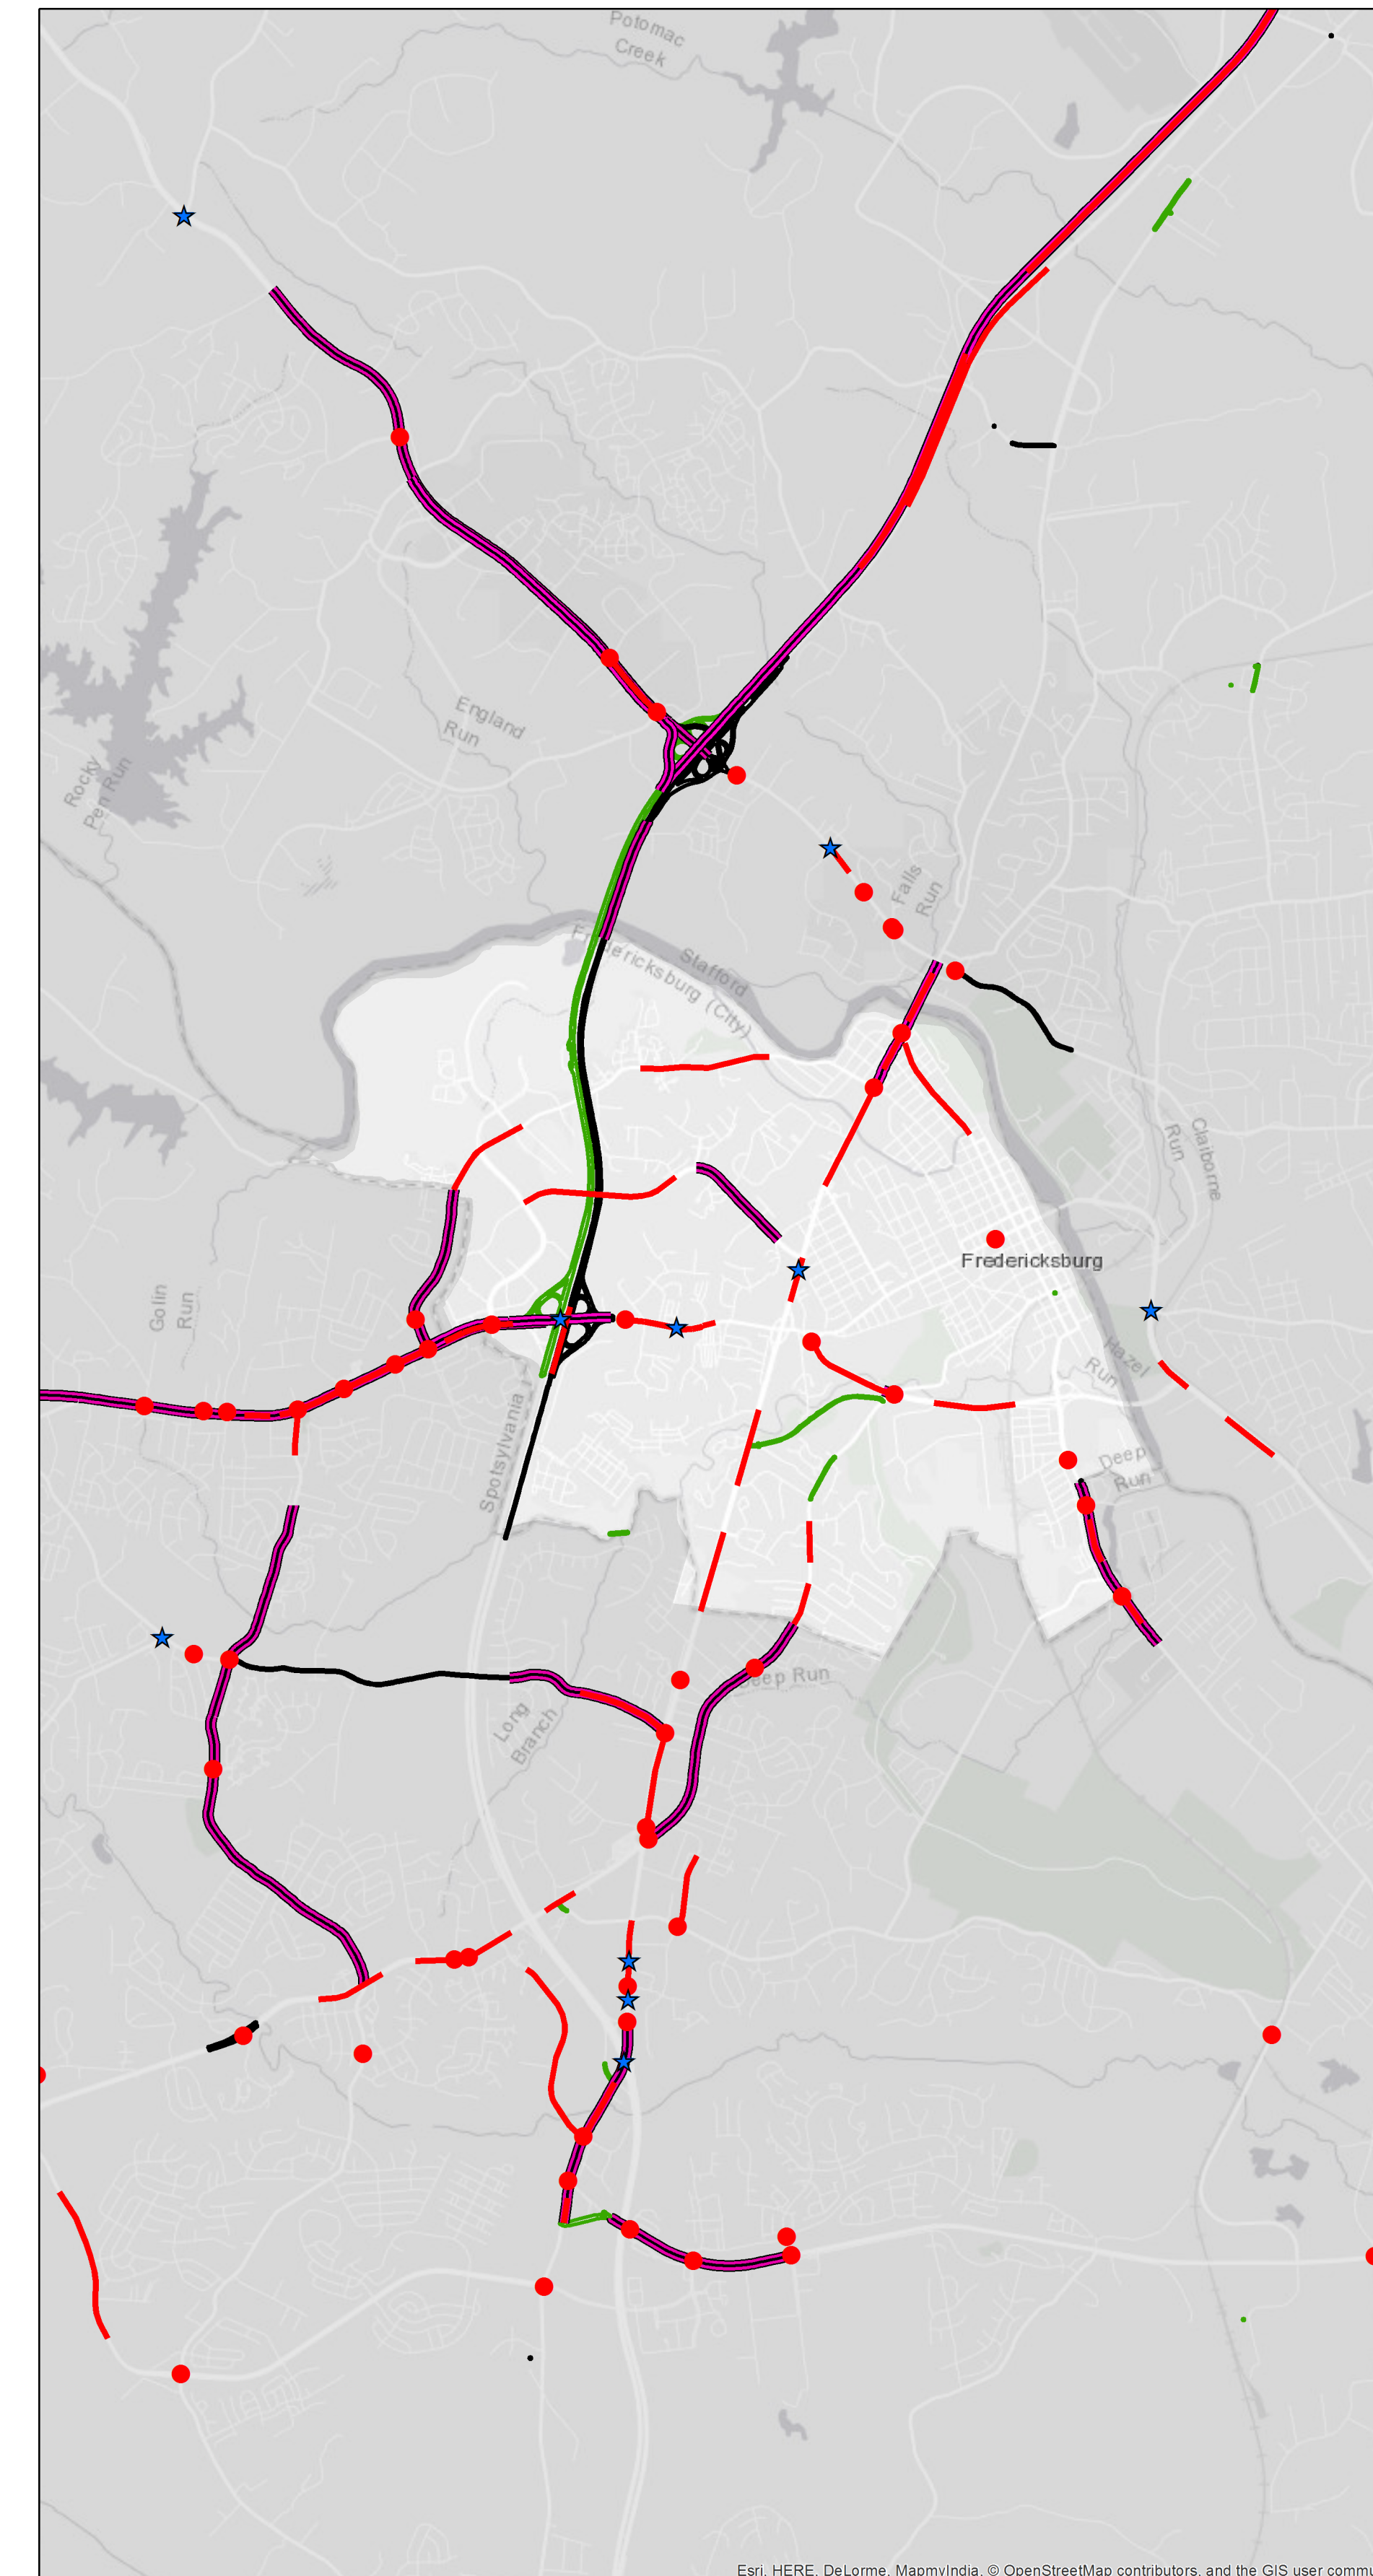 Potomac
Creek
England
Run
Rocky
Pen Run
Falls
Run
Stafford
Fredericksburg (City)
Claiborne
Run
Golin
Run
Fredericksburg
Hazel
Run
Spotsylvania
Deep
Run
Deep Run
Long
Branch
Esri, HERE, DeLorme, MapmyIndia, © OpenStreetMap contributors, and the GIS user commu